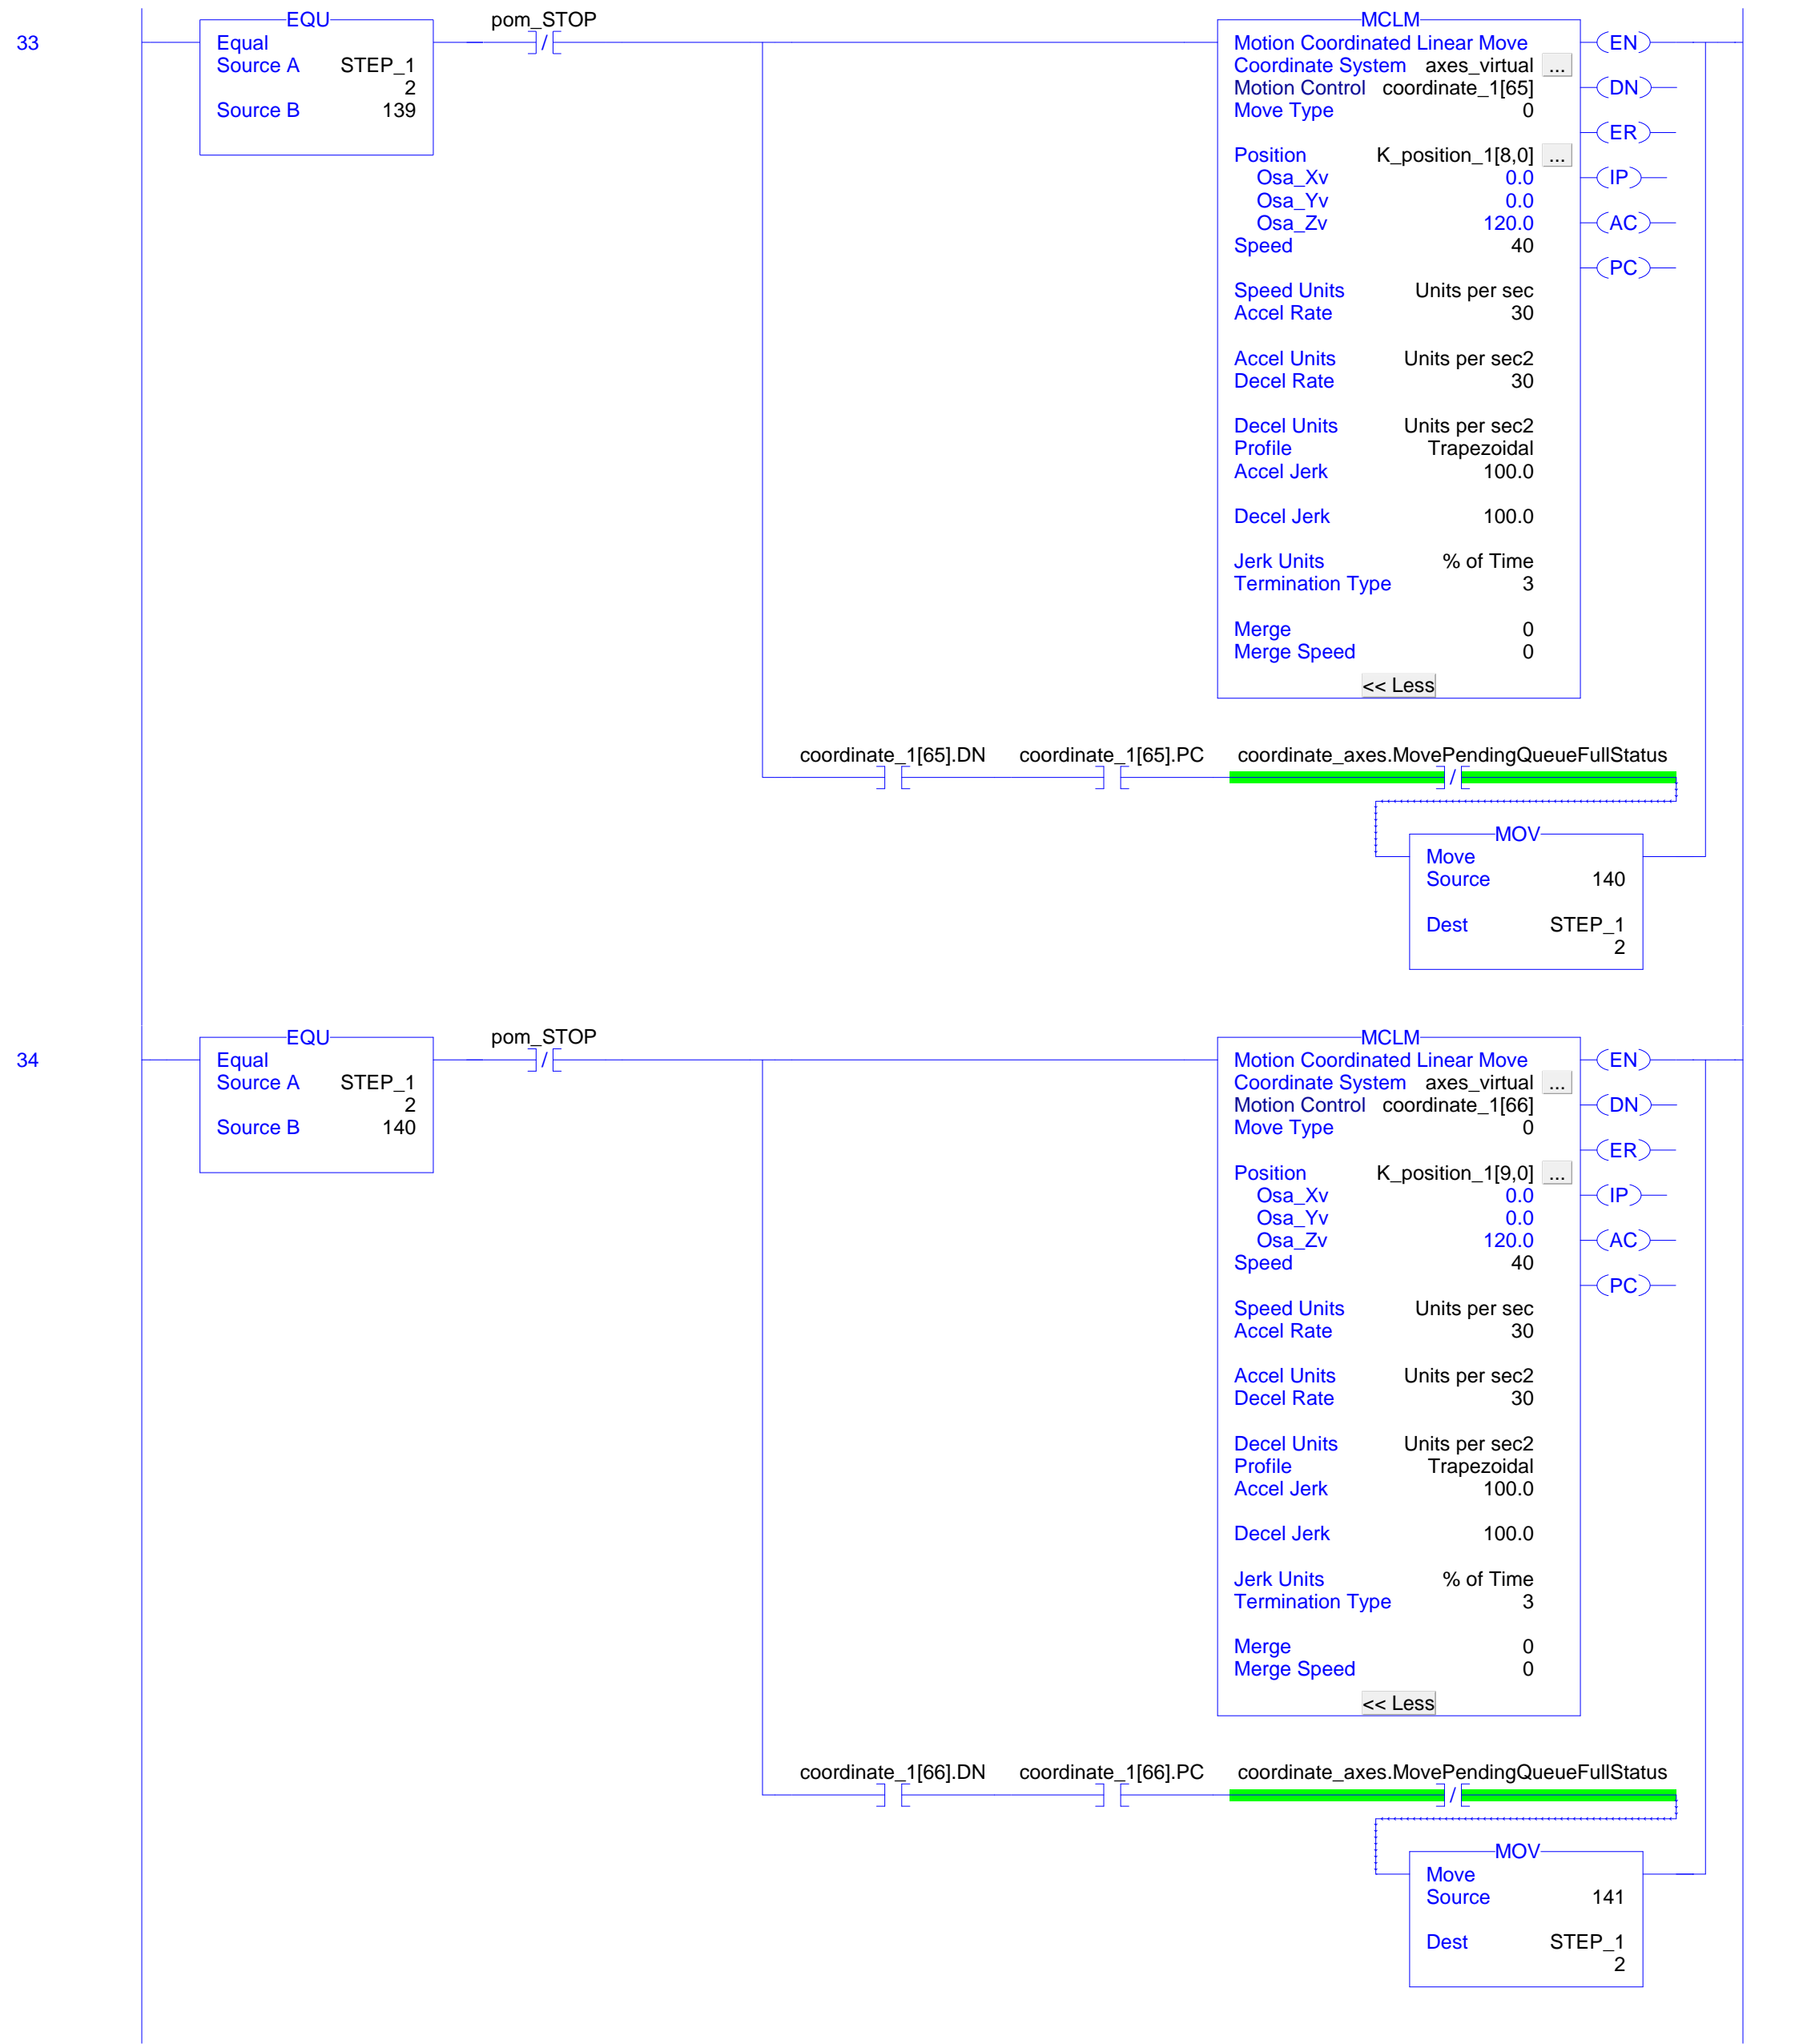 33
EQU
Equal
Source A STEP_1
2
Source B 139
pom_STOP
MCLM
Motion Coordinated Linear Move
Coordinate System axes_virtual ...
Motion Control coordinate_1[65]
Move Type 0
Position K_position_1[8,0] ...
Osa_Xv 0.0
Osa_Yv 0.0
Osa_Zv 120.0
Speed 40
Speed Units Units per sec
Accel Rate 30
Accel Units Units per sec2
Decel Rate 30
Decel Units Units per sec2
Profile Trapezoidal
Accel Jerk 100.0
Decel Jerk 100.0
Jerk Units % of Time
Termination Type 3
Merge 0
Merge Speed 0
<< Less
EN
DN
ER
IP
AC
PC
coordinate_1[65].DN coordinate_1[65].PC coordinate_axes.MovePendingQueueFullStatus
/
MOV
Move
Source 140
Dest STEP_1
2
34
EQU
Equal
Source A STEP_1
2
Source B 140
pom_STOP
MCLM
Motion Coordinated Linear Move
Coordinate System axes_virtual ...
Motion Control coordinate_1[66]
Move Type 0
Position K_position_1[9,0] ...
Osa_Xv 0.0
Osa_Yv 0.0
Osa_Zv 120.0
Speed 40
Speed Units Units per sec
Accel Rate 30
Accel Units Units per sec2
Decel Rate 30
Decel Units Units per sec2
Profile Trapezoidal
Accel Jerk 100.0
Decel Jerk 100.0
Jerk Units % of Time
Termination Type 3
Merge 0
Merge Speed 0
<< Less
EN
DN
ER
IP
AC
PC
coordinate_1[66].DN coordinate_1[66].PC coordinate_axes.MovePendingQueueFullStatus
/
MOV
Move
Source 141
Dest STEP_1
2